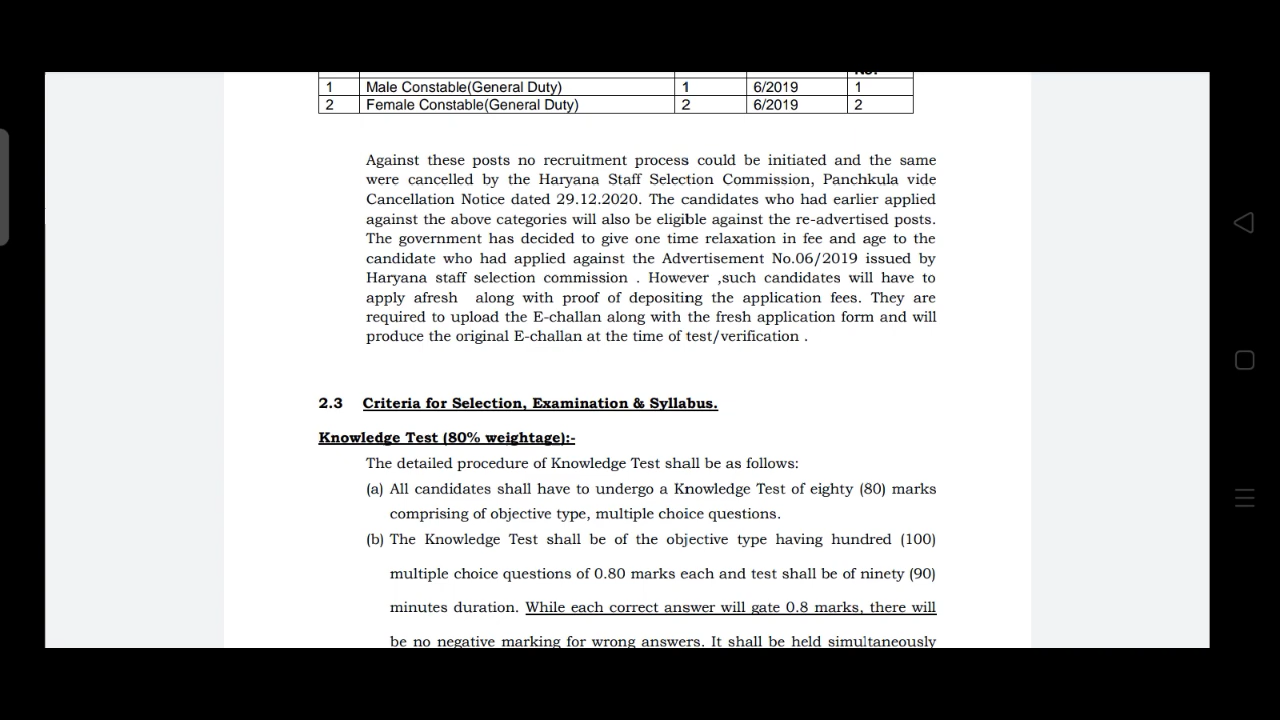 No.
1 Male Constable(General Duty) 1 6/2019 1
2 Female Constable(General Duty) 2 6/2019 2
Against these posts no recruitment process could be initiated and the same
were cancelled by the Haryana Staff Selection Commission, Panchkula vide
Cancellation Notice dated 29.12.2020. The candidates who had earlier applied
against the above categories will also be eligible against the re-advertised posts.
The government has decided to give one time relaxation in fee and age to the
candidate who had applied against the Advertisement No.06/2019 issued by
Haryana staff selection commission . However ,such candidates will have to
apply afresh along with proof of depositing the application fees. They are
required to upload the E-challan along with the fresh application form and will
produce the original E-challan at the time of test/verification .
2.3 Criteria for Selection, Examination & Syllabus.
Knowledge Test (80% weightage):-
The detailed procedure of Knowledge Test shall be as follows:
(a) All candidates shall have to undergo a Knowledge Test of eighty (80) marks
comprising of objective type, multiple choice questions.
(b) The Knowledge Test shall be of the objective type having hundred (100)
multiple choice questions of 0.80 marks each and test shall be of ninety (90)
minutes duration. While each correct answer will gate 0.8 marks, there will
be no negative marking for wrong answers. It shall be held simultaneously